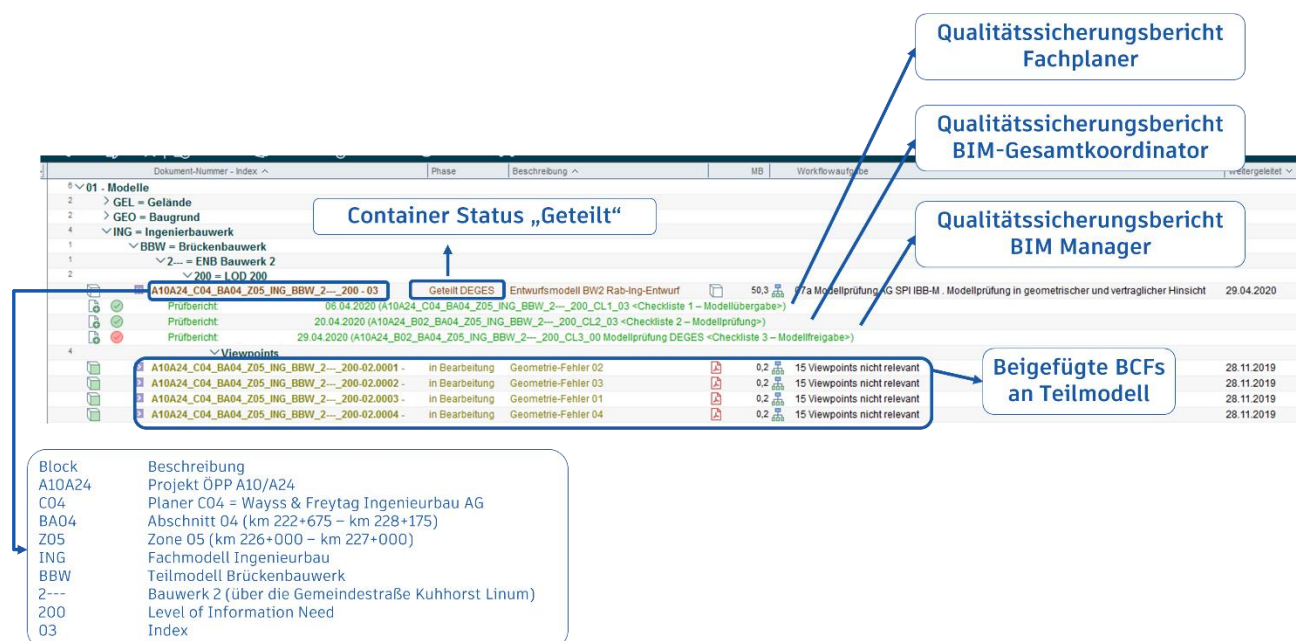 Qualitätssicherungsbericht
Fachplaner
Qualitätssicherungsbericht
BIM-Gesamtkoordinator
Qualitätssicherungsbericht
BIM Manager
Container Status „Geteilt“
Dokument-Nummer - Index Phase Beschreibung MB Workflowaufgabe Weitergeleitet
6 01 - Modelle
2 GEL = Gelände
2 GEO = Baugrund
4 ING = Ingenierbauwerk
1 BBW = Brückenbauwerk
1 2--- = ENB Bauwerk 2
2 200 = LOD 200
A10A24_C04_BA04_Z05_ING_BBW_2---_200 - 03 Geteilt DEGES Entwurfsmodell BW2 Rab-Ing-Entwurf 50,3 07a Modellprüfung AG SPI IBB-M . Modellprüfung in geometrischer und vertraglicher Hinsicht 29.04.2020
Prüfbericht: 06.04.2020 (A10A24_C04_BA04_Z05_ING_BBW_2---_200_CL1_03 <Checkliste 1 – Modellübergabe>)
Prüfbericht: 20.04.2020 (A10A24_B02_BA04_Z05_ING_BBW_2---_200_CL2_03 <Checkliste 2 – Modellprüfung>)
Prüfbericht: 29.04.2020 (A10A24_B02_BA04_Z05_ING_BBW_2---_200_CL3_00 Modellprüfung DEGES <Checkliste 3 – Modellfreigabe>)
4 Viewpoints
A10A24_C04_BA04_Z05_ING_BBW_2---_200-02.0001 - in Bearbeitung Geometrie-Fehler 02 0,2 15 Viewpoints nicht relevant 28.11.2019
A10A24_C04_BA04_Z05_ING_BBW_2---_200-02.0002 - in Bearbeitung Geometrie-Fehler 03 0,2 15 Viewpoints nicht relevant 28.11.2019
A10A24_C04_BA04_Z05_ING_BBW_2---_200-02.0003 - in Bearbeitung Geometrie-Fehler 01 0,2 15 Viewpoints nicht relevant 28.11.2019
A10A24_C04_BA04_Z05_ING_BBW_2---_200-02.0004 - in Bearbeitung Geometrie-Fehler 04 0,2 15 Viewpoints nicht relevant 28.11.2019
Beigefügte BCFs
an Teilmodell
Block Beschreibung
A10A24 Projekt ÖPP A10/A24
C04 Planer C04 = Wayss & Freytag Ingenieurbau AG
BA04 Abschnitt 04 (km 222+675 – km 228+175)
Z05 Zone 05 (km 226+000 – km 227+000)
ING Fachmodell Ingenieurbau
BBW Teilmodell Brückenbauwerk
2--- Bauwerk 2 (über die Gemeindestraße Kuhhorst Linum)
200 Level of Information Need
03 Index